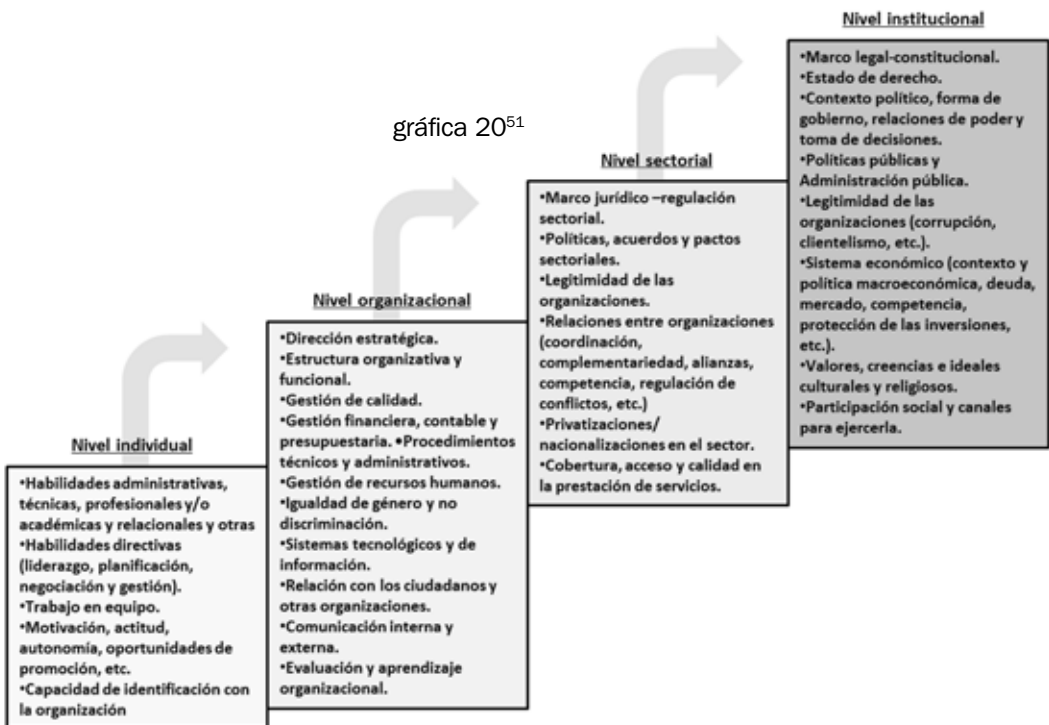 gráfica 20⁵¹
Nivel individual
•Habilidades administrativas,
técnicas, profesionales y/o
académicas y relacionales y otras
•Habilidades directivas
(liderazgo, planificación,
negociación y gestión).
•Trabajo en equipo.
•Motivación, actitud,
autonomía, oportunidades de
promoción, etc.
•Capacidad de identificación con
la organización
Nivel organizacional
•Dirección estratégica.
•Estructura organizativa y
funcional.
•Gestión de calidad.
•Gestión financiera, contable y
presupuestaria. •Procedimientos
técnicos y administrativos.
•Gestión de recursos humanos.
•Igualdad de género y no
discriminación.
•Sistemas tecnológicos y de
información.
•Relación con los ciudadanos y
otras organizaciones.
•Comunicación interna y
externa.
•Evaluación y aprendizaje
organizacional.
Nivel sectorial
•Marco jurídico –regulación
sectorial.
•Políticas, acuerdos y pactos
sectoriales.
•Legitimidad de las
organizaciones.
•Relaciones entre organizaciones
(coordinación,
complementariedad, alianzas,
competencia, regulación de
conflictos, etc.)
•Privatizaciones/
nacionalizaciones en el sector.
•Cobertura, acceso y calidad en
la prestación de servicios.
Nivel institucional
•Marco legal-constitucional.
•Estado de derecho.
•Contexto político, forma de
gobierno, relaciones de poder y
toma de decisiones.
•Políticas públicas y
Administración pública.
•Legitimidad de las
organizaciones (corrupción,
clientelismo, etc.).
•Sistema económico (contexto y
política macroeconómica, deuda,
mercado, competencia,
protección de las inversiones,
etc.).
•Valores, creencias e ideales
culturales y religiosos.
•Participación social y canales
para ejercerla.